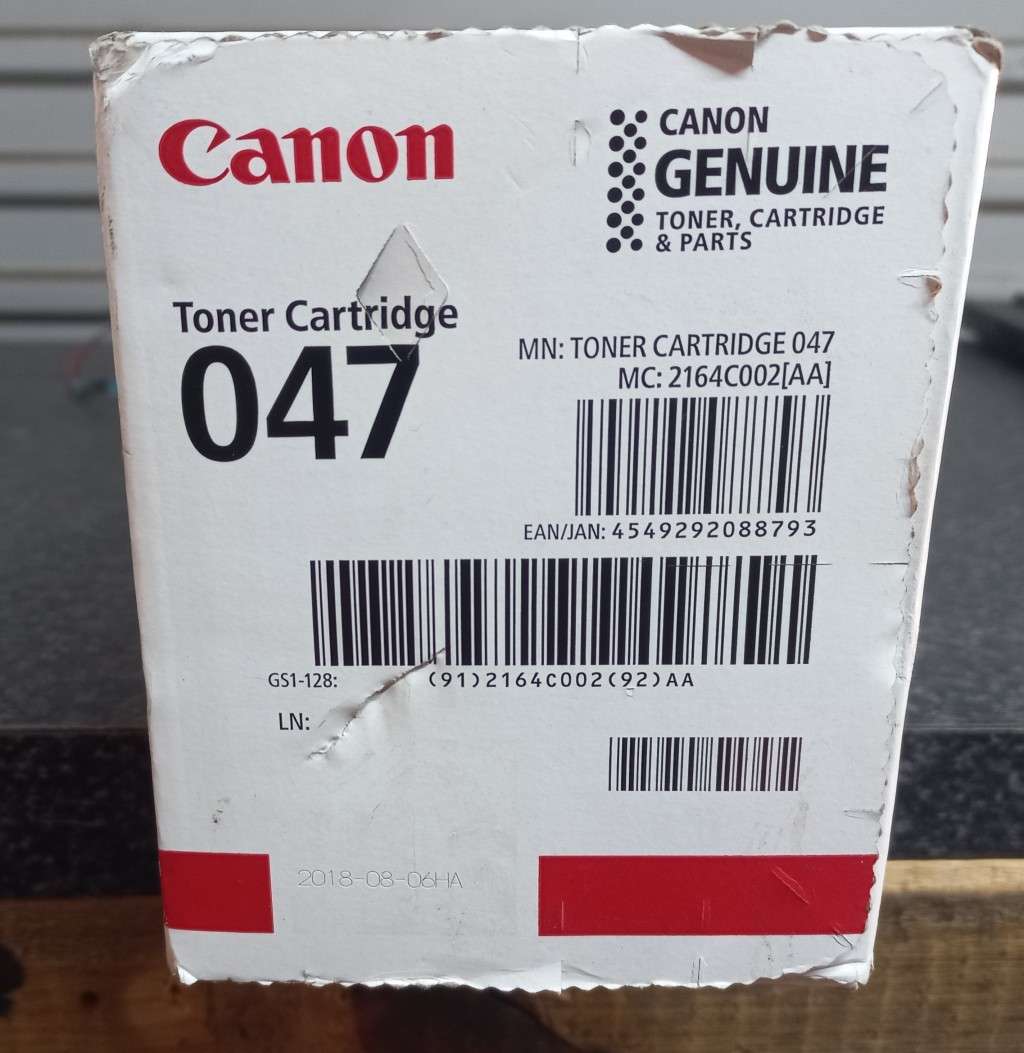 Canon
CANON
GENUINE
TONER, CARTRIDGE
& PARTS
Toner Cartridge
047
MN: TONER CARTRIDGE 047
MC: 2164C002[AA]
EAN/JAN: 4549292088793
GS1-128: (91)2164C002(92)AA
LN:
2018-08-06HA